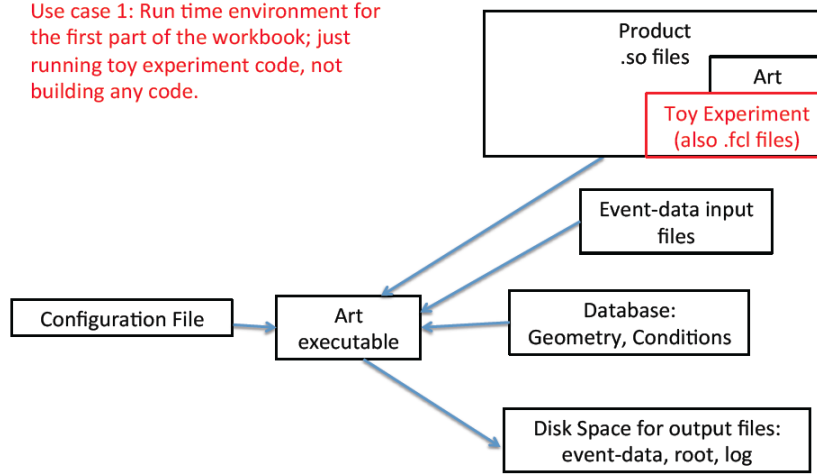 Use case 1: Run time environment for
the first part of the workbook; just
running toy experiment code, not
building any code.
Product
.so files
Art
Toy Experiment
(also .fcl files)
Event-data input
files
Configuration File
Art
executable
Database:
Geometry, Conditions
Disk Space for output files:
event-data, root, log